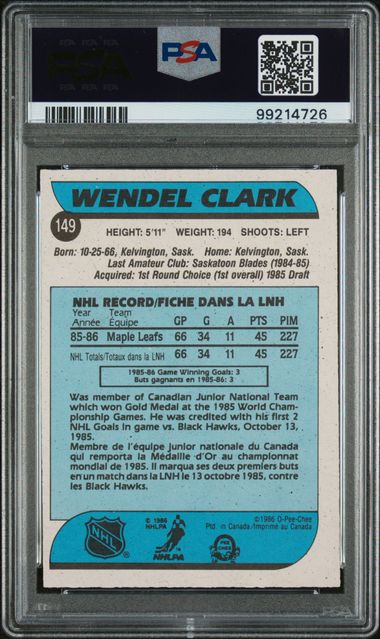 PSA
99214726
WENDEL CLARK
149
HEIGHT: 5'11" WEIGHT: 194 SHOOTS: LEFT
Born: 10-25-66, Kelvington, Sask. Home: Kelvington, Sask.
Last Amateur Club: Saskatoon Blades (1984-85)
Acquired: 1st Round Choice (1st overall) 1985 Draft
NHL RECORD/FICHE DANS LA LNH
Year Team
Année Équipe GP G A PTS PIM
85-86 Maple Leafs 66 34 11 45 227
NHL Totals/Totaux dans la LNH 66 34 11 45 227
1985-86 Game Winning Goals: 3
Buts gagnants en 1985-86: 3
Was member of Canadian Junior National Team
which won Gold Medal at the 1985 World Cham-
pionship Games. He was credited with his first 2
NHL Goals in game vs. Black Hawks, October 13,
1985.
Membre de l'équipe junior nationale du Canada
qui remporta la Médaille d'Or au championnat
mondial de 1985. Il marqua ses deux premiers buts
en un match dans la LNH le 13 octobre 1985, contre
les Black Hawks.
NHL
© 1986
NHLPA
NHLPA
©1986 O-Pee-Chee
Ptd. in Canada/Imprimé au Canada
O PEE CHEE